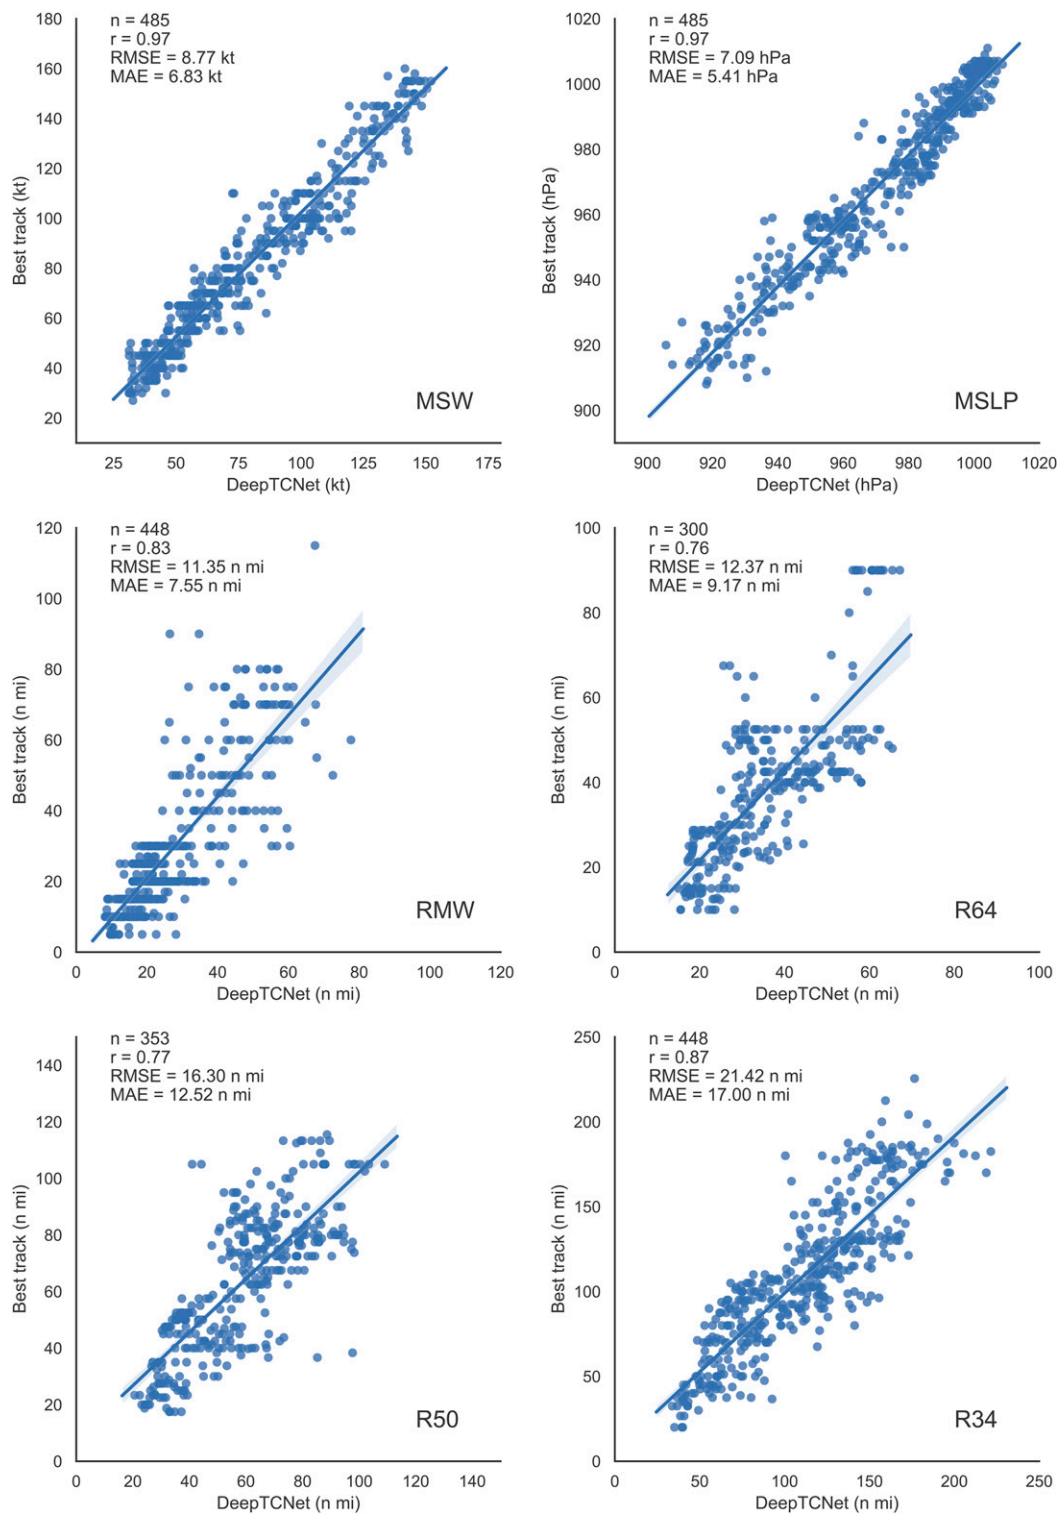 n = 485
r = 0.97
RMSE = 8.77 kt
MAE = 6.83 kt
180
160
140
120
100
80
60
40
20
Best track (kt)
MSW
25 50 75 100 125 150 175
DeepTCNet (kt)
n = 485
r = 0.97
RMSE = 7.09 hPa
MAE = 5.41 hPa
1020
1000
980
960
940
920
900
Best track (hPa)
MSLP
900 920 940 960 980 1000 1020
DeepTCNet (hPa)
n = 448
r = 0.83
RMSE = 11.35 n mi
MAE = 7.55 n mi
120
100
80
60
40
20
0
Best track (n mi)
RMW
0 20 40 60 80 100 120
DeepTCNet (n mi)
n = 300
r = 0.76
RMSE = 12.37 n mi
MAE = 9.17 n mi
100
80
60
40
20
0
Best track (n mi)
R64
0 20 40 60 80 100
DeepTCNet (n mi)
n = 353
r = 0.77
RMSE = 16.30 n mi
MAE = 12.52 n mi
140
120
100
80
60
40
20
0
Best track (n mi)
R50
0 20 40 60 80 100 120 140
DeepTCNet (n mi)
n = 448
r = 0.87
RMSE = 21.42 n mi
MAE = 17.00 n mi
250
200
150
100
50
0
Best track (n mi)
R34
0 50 100 150 200 250
DeepTCNet (n mi)